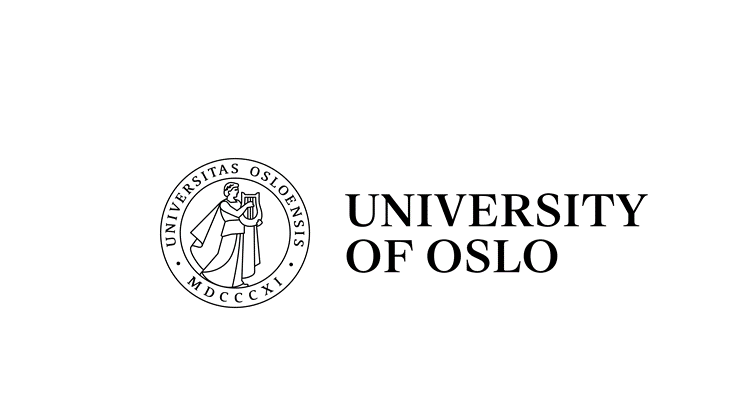 UNIVERSITAS OSLOENSIS
• MDCCCXI •
UNIVERSITY
OF OSLO